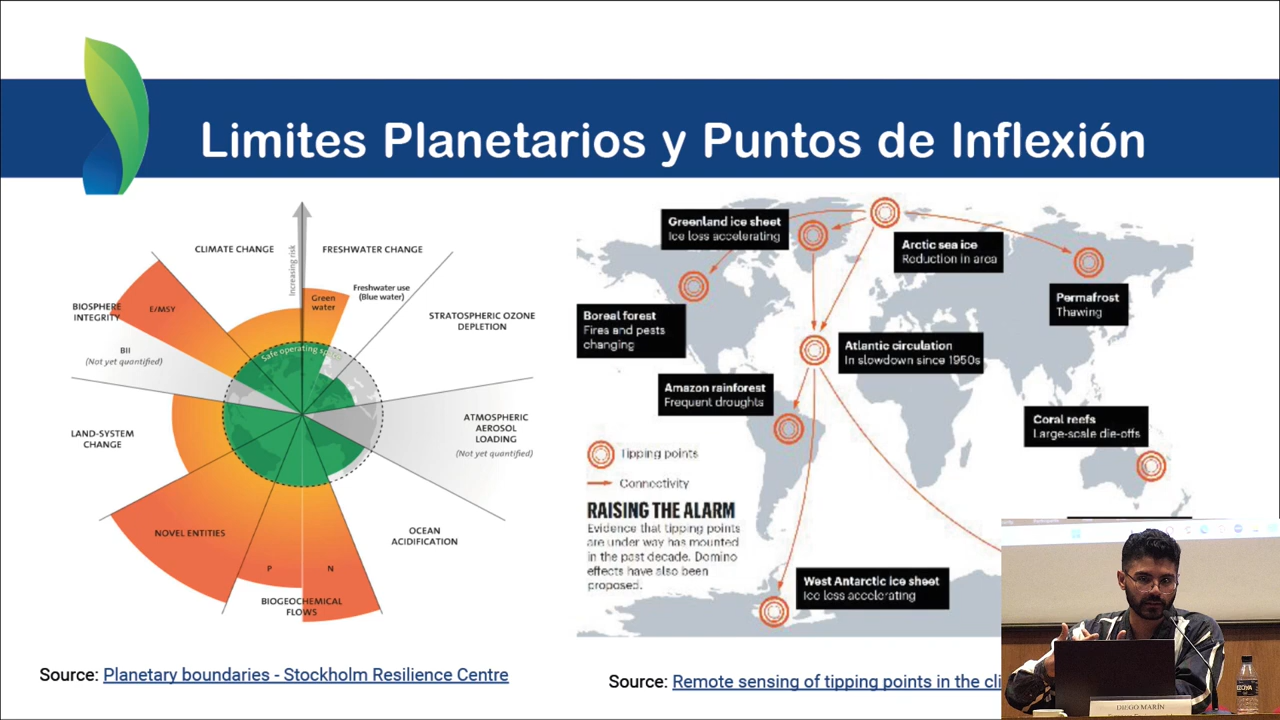 Limites Planetarios y Puntos de Inflexión
Increasing risk
CLIMATE CHANGE
FRESHWATER CHANGE
Green
water
Freshwater use
(Blue water)
STRATOSPHERIC OZONE
DEPLETION
BIOSPHERE
INTEGRITY
E/MSY
BII
(Not yet quantified)
Safe operating
LAND-SYSTEM
CHANGE
ATMOSPHERIC
AEROSOL
LOADING
(Not yet quantified)
NOVEL ENTITIES
OCEAN
ACIDIFICATION
P
N
BIOGEOCHEMICAL
FLOWS
Source: Planetary boundaries - Stockholm Resilience Centre
Greenland ice sheet
Ice loss accelerating
Arctic sea ice
Reduction in area
Permafrost
Thawing
Boreal forest
Fires and pests
changing
Atlantic circulation
In slowdown since 1950s
Amazon rainforest
Frequent droughts
Coral reefs
Large-scale die-offs
Tipping points
Connectivity
RAISING THE ALARM
Evidence that tipping points
are under way has mounted
in the past decade. Domino
effects have also been
proposed.
West Antarctic ice sheet
Ice loss accelerating
Source: Remote sensing of tipping points in the cli
DIEGO MARÍN